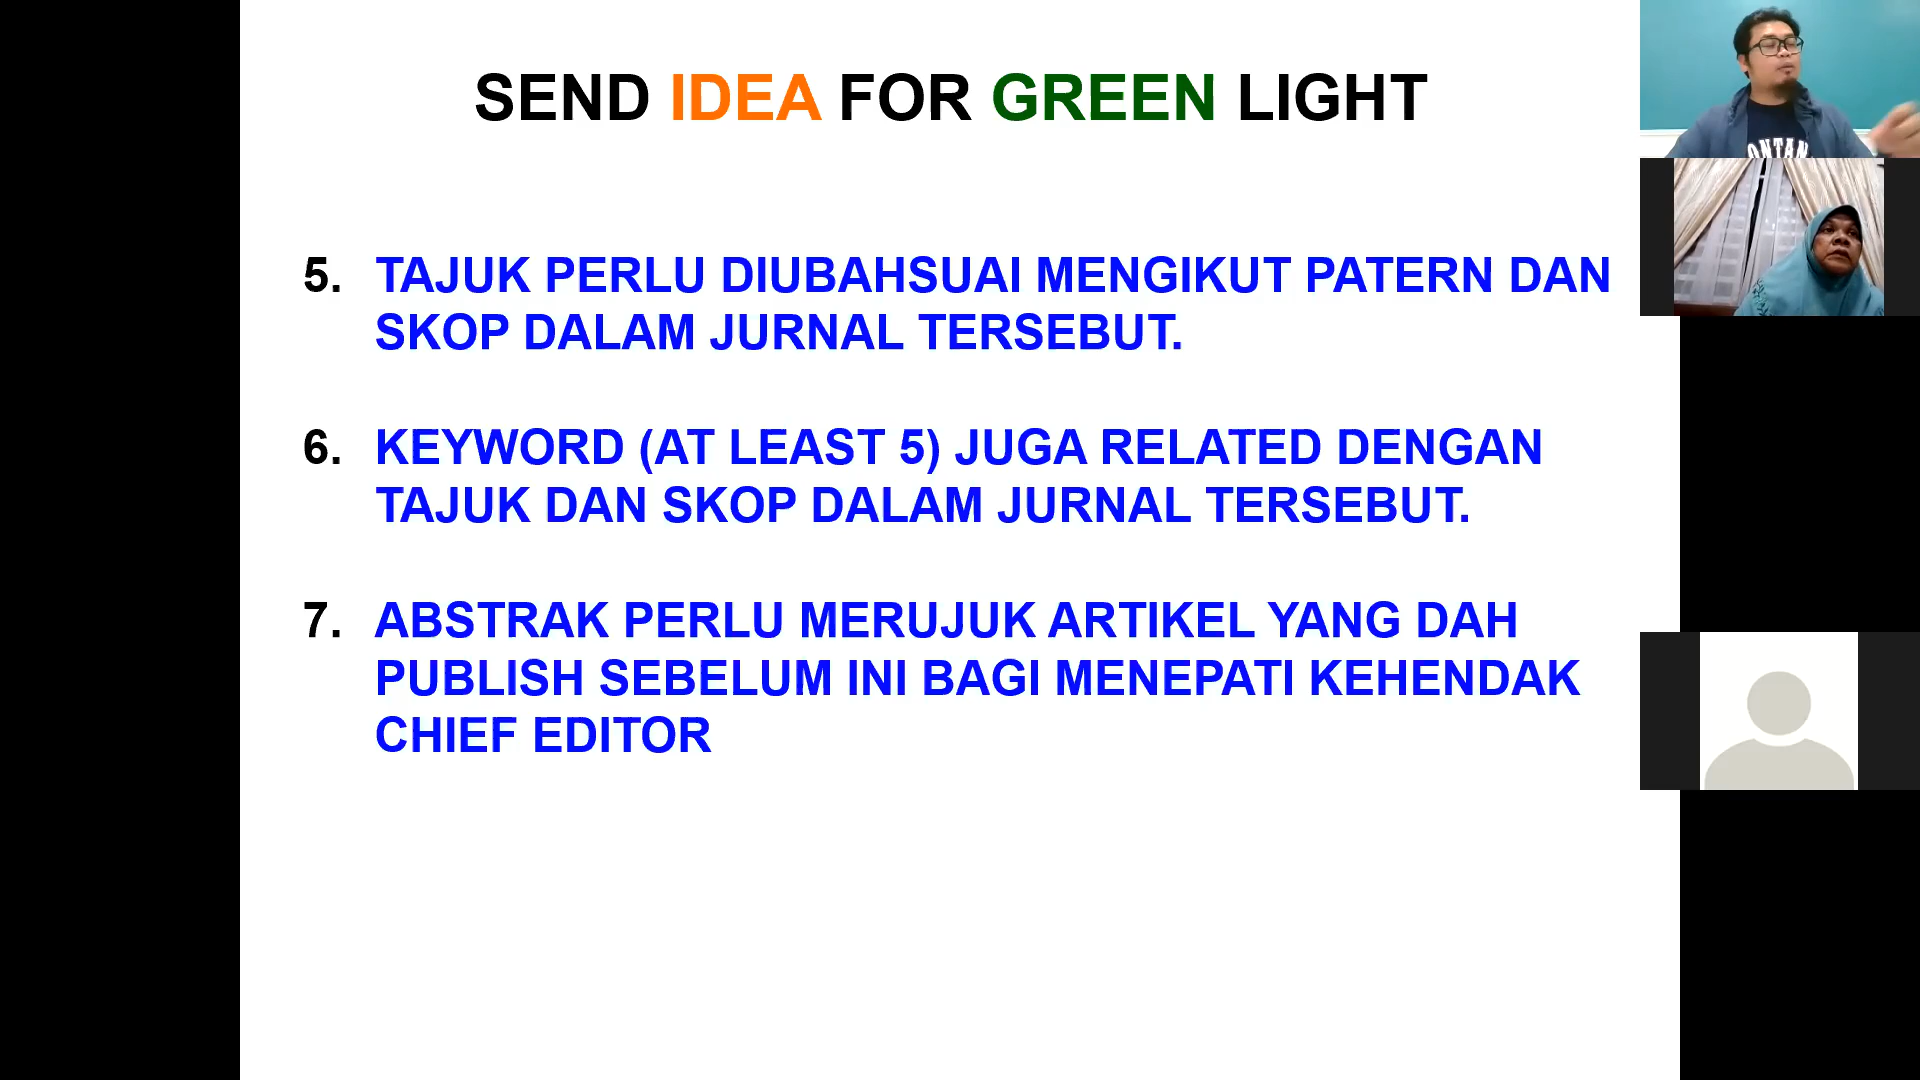 SEND IDEA FOR GREEN LIGHT
5. TAJUK PERLU DIUBAHSUAI MENGIKUT PATERN DAN
SKOP DALAM JURNAL TERSEBUT.
6. KEYWORD (AT LEAST 5) JUGA RELATED DENGAN
TAJUK DAN SKOP DALAM JURNAL TERSEBUT.
7. ABSTRAK PERLU MERUJUK ARTIKEL YANG DAH
PUBLISH SEBELUM INI BAGI MENEPATI KEHENDAK
CHIEF EDITOR